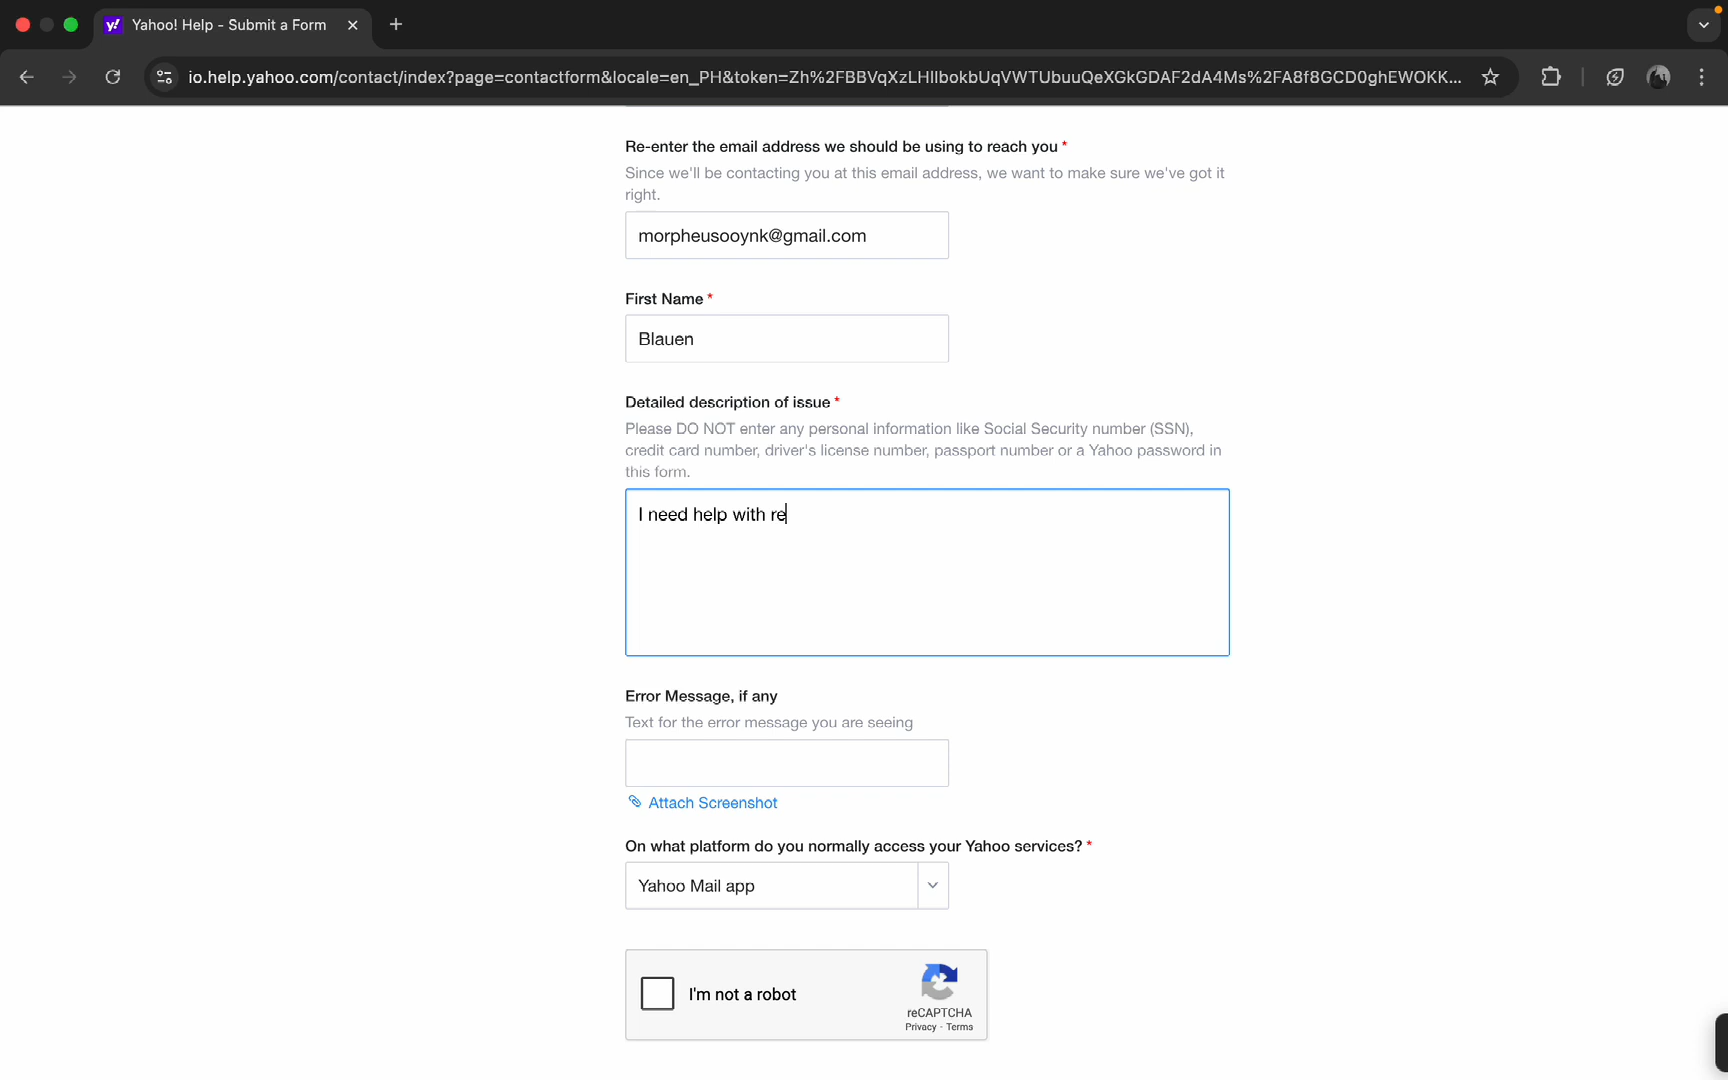 Yahoo! Help - Submit a Form
io.help.yahoo.com/contact/index?page=contactform&locale=en_PH&token=Zh%2FBBVqXzLHIlbokbUqVWTUbuuQeXGkGDAF2dA4Ms%2FA8f8GCD0ghEWOKK...
Re-enter the email address we should be using to reach you *
Since we'll be contacting you at this email address, we want to make sure we've got it
right.
morpheusooynk@gmail.com
First Name *
Blauen
Detailed description of issue *
Please DO NOT enter any personal information like Social Security number (SSN),
credit card number, driver's license number, passport number or a Yahoo password in
this form.
I need help with re
Error Message, if any
Text for the error message you are seeing
Attach Screenshot
On what platform do you normally access your Yahoo services? *
Yahoo Mail app
I'm not a robot
reCAPTCHA
Privacy - Terms